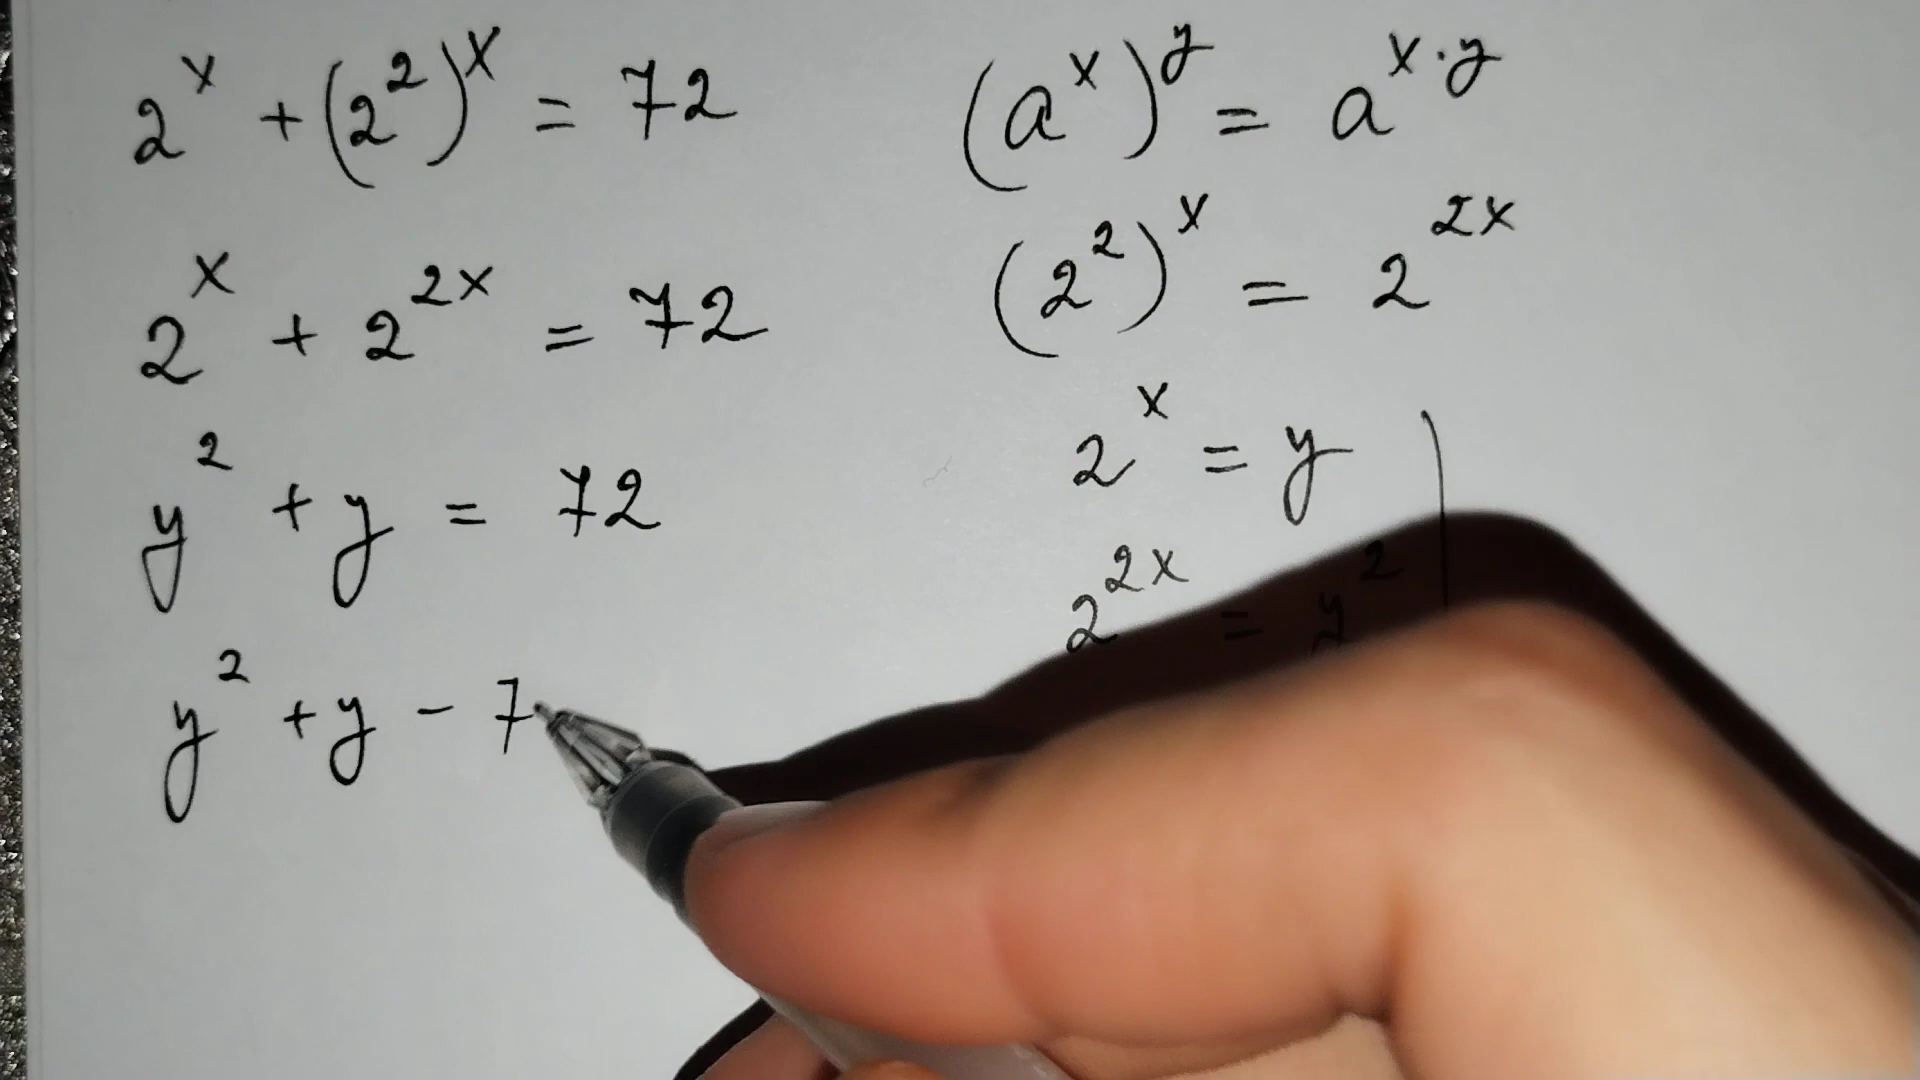 2^x + (2^2)^x = 72
2^x + 2^{2x} = 72
y^2 + y = 72
y^2 + y - 7
(a^x)^y = a^{x·y}
(2^2)^x = 2^{2x}
2^x = y
2^{2x} = y^2